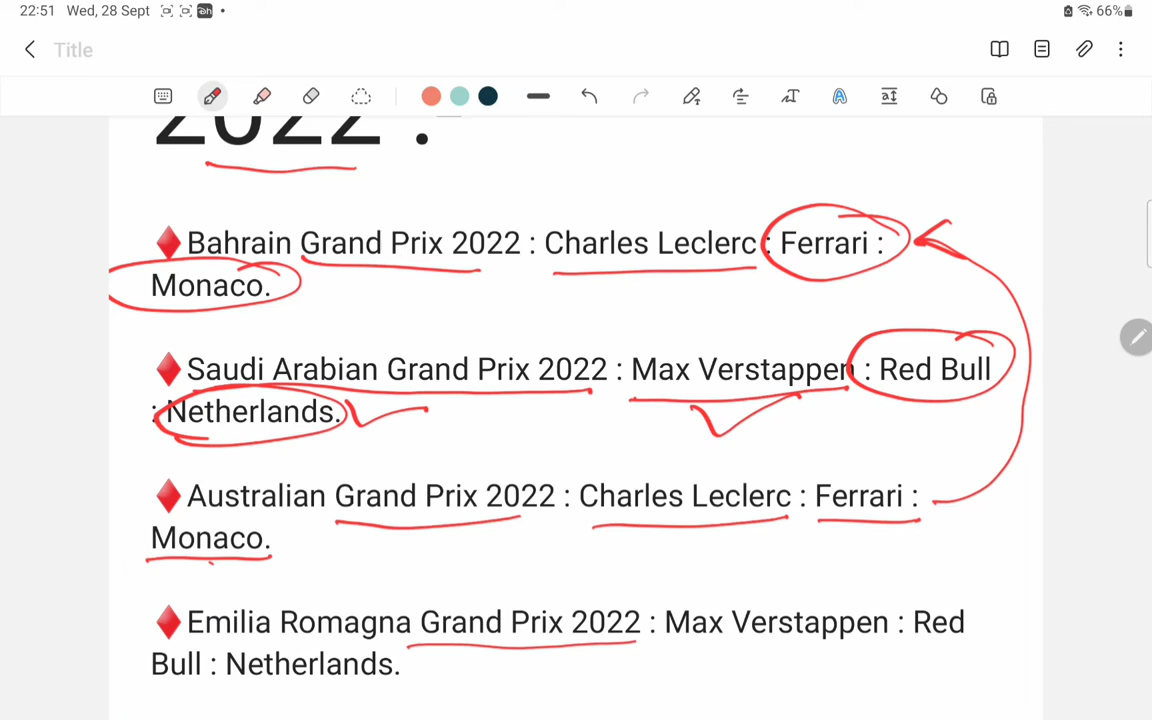 22:51 Wed, 28 Sept 66%
Title
2022 :
♦Bahrain Grand Prix 2022 : Charles Leclerc : Ferrari :
Monaco.
♦Saudi Arabian Grand Prix 2022 : Max Verstappen : Red Bull
: Netherlands.
♦Australian Grand Prix 2022 : Charles Leclerc : Ferrari :
Monaco.
♦Emilia Romagna Grand Prix 2022 : Max Verstappen : Red
Bull : Netherlands.